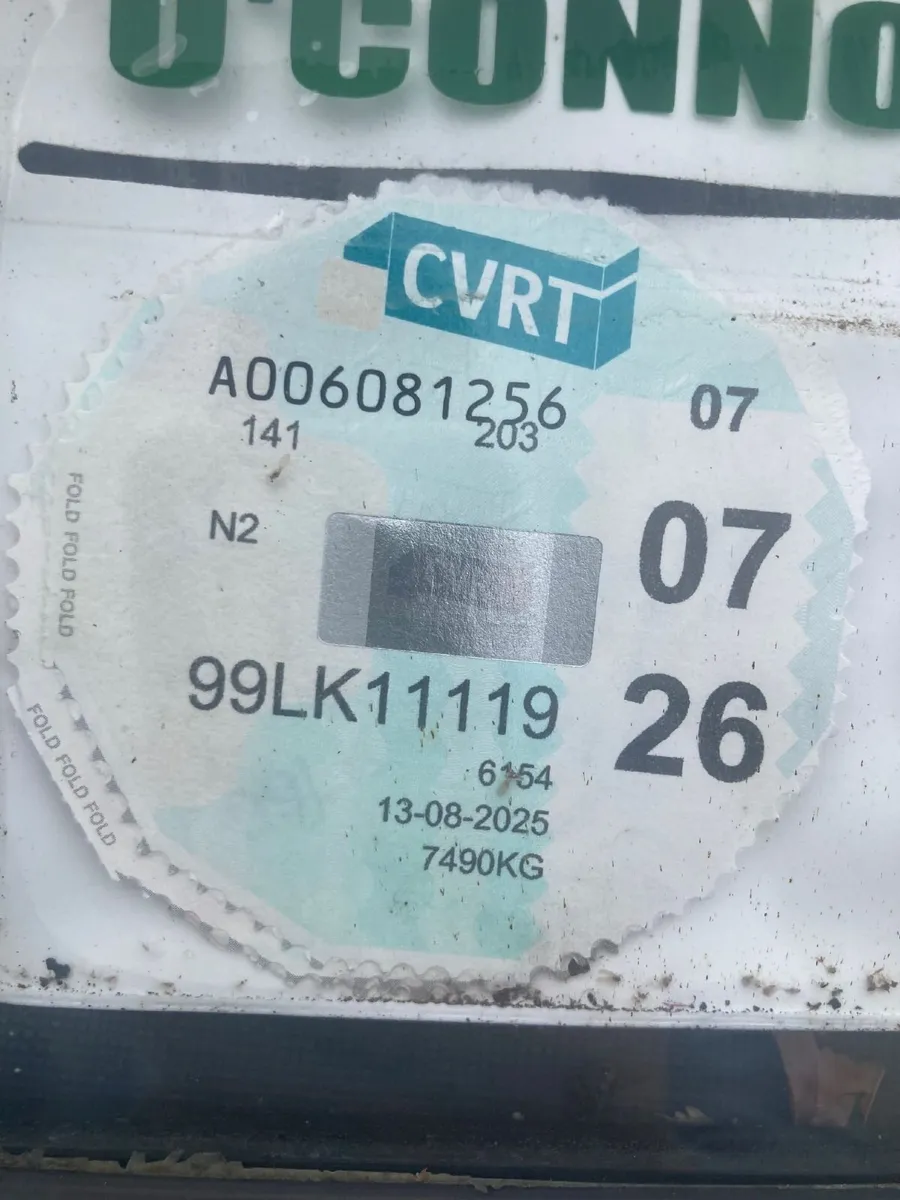 O'CONNO
CVRT
A006081256
07
141 203
N2
07
99LK11119
26
6154
13-08-2025
7490KG
FOLD FOLD FOLD
FOLD FOLD FOLD